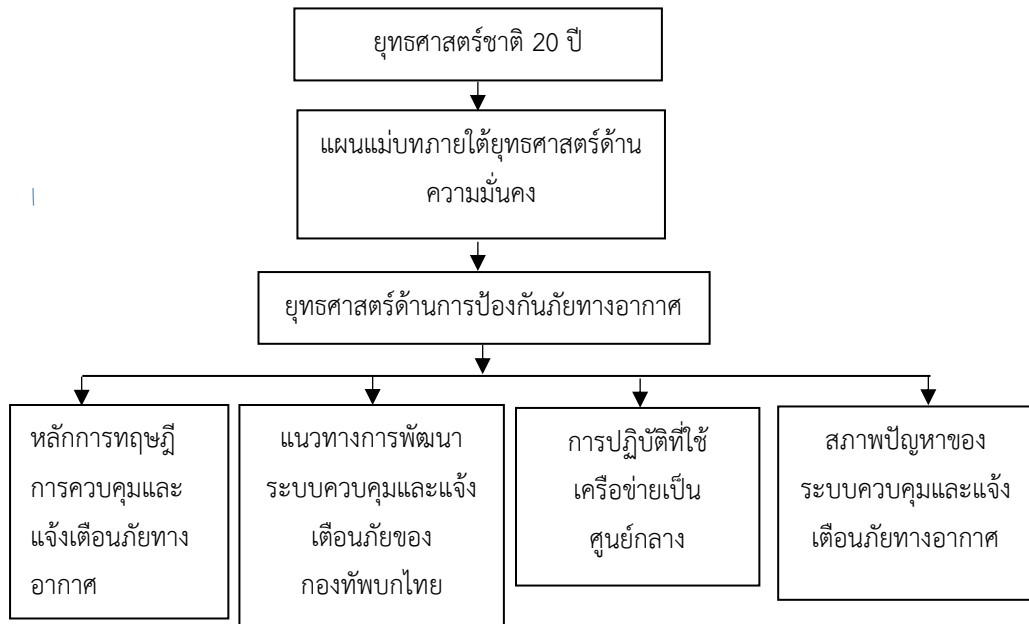 ยุทธศาสตร์ชาติ 20 ปี
แผนแม่บทภายใต้ยุทธศาสตร์ด้าน
ความมั่นคง
ยุทธศาสตร์ด้านการป้องกันภัยทางอากาศ
หลักการทฤษฎี
การควบคุมและ
แจ้งเตือนภัยทาง
อากาศ
แนวทางการพัฒนา
ระบบควบคุมและแจ้ง
เตือนภัยของ
กองทัพบกไทย
การปฏิบัติที่ใช้
เครือข่ายเป็น
ศูนย์กลาง
สภาพปัญหาของ
ระบบควบคุมและแจ้ง
เตือนภัยทางอากาศ